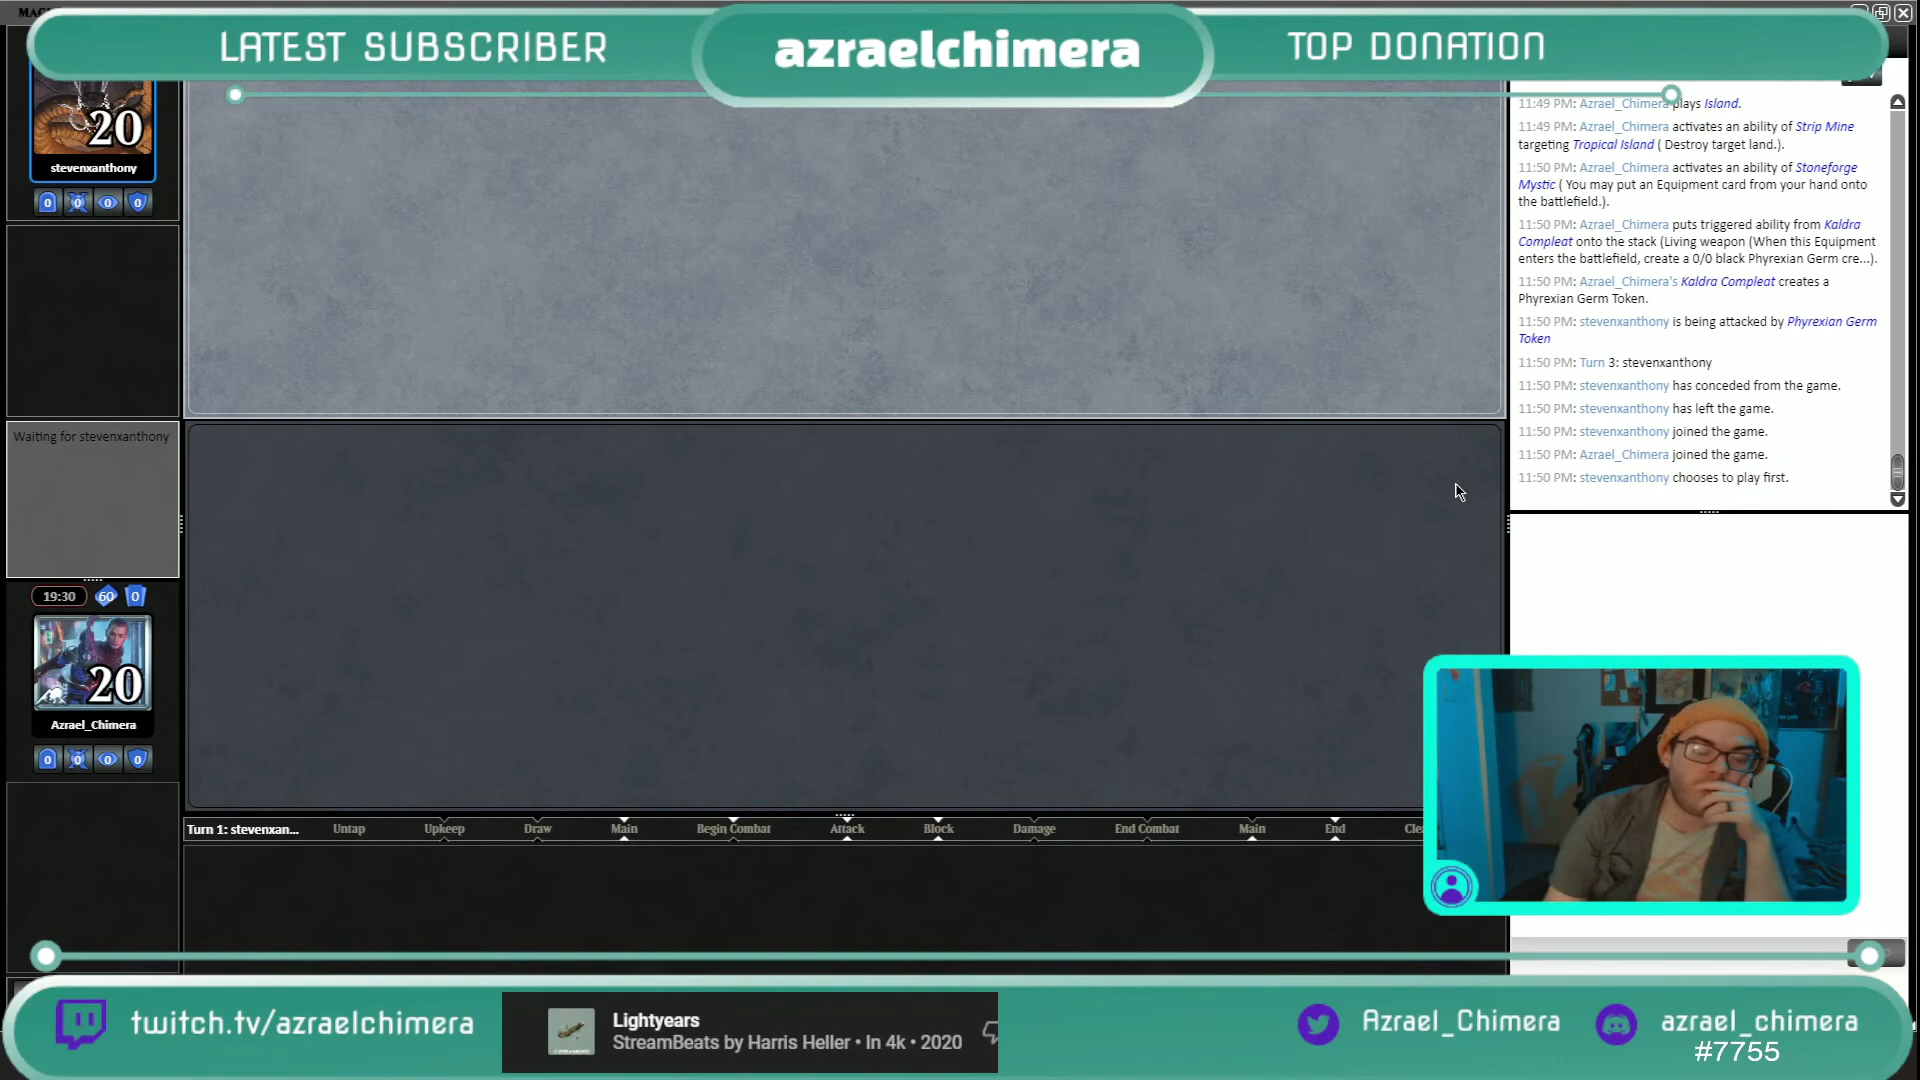 LATEST SUBSCRIBER
azraelchimera
TOP DONATION
20
stevenxanthony
0 0 0 0
Waiting for stevenxanthony
19:30 60 0
20
Azrael_Chimera
0 0 0 0
11:49 PM: Azrael_Chimera plays Island.
11:49 PM: Azrael_Chimera activates an ability of Strip Mine
targeting Tropical Island ( Destroy target land.).
11:50 PM: Azrael_Chimera activates an ability of Stoneforge
Mystic ( You may put an Equipment card from your hand onto
the battlefield.).
11:50 PM: Azrael_Chimera puts triggered ability from Kaldra
Compleat onto the stack (Living weapon (When this Equipment
enters the battlefield, create a 0/0 black Phyrexian Germ cre...).
11:50 PM: Azrael_Chimera's Kaldra Compleat creates a
Phyrexian Germ Token.
11:50 PM: stevenxanthony is being attacked by Phyrexian Germ
Token
11:50 PM: Turn 3: stevenxanthony
11:50 PM: stevenxanthony has conceded from the game.
11:50 PM: stevenxanthony has left the game.
11:50 PM: stevenxanthony joined the game.
11:50 PM: Azrael_Chimera joined the game.
11:50 PM: stevenxanthony chooses to play first.
Turn 1: stevenxan... Untap Upkeep Draw Main Begin Combat Attack Block Damage End Combat Main End Clea
twitch.tv/azraelchimera
Lightyears
StreamBeats by Harris Heller • In 4k • 2020
Azrael_Chimera
azrael_chimera
#7755